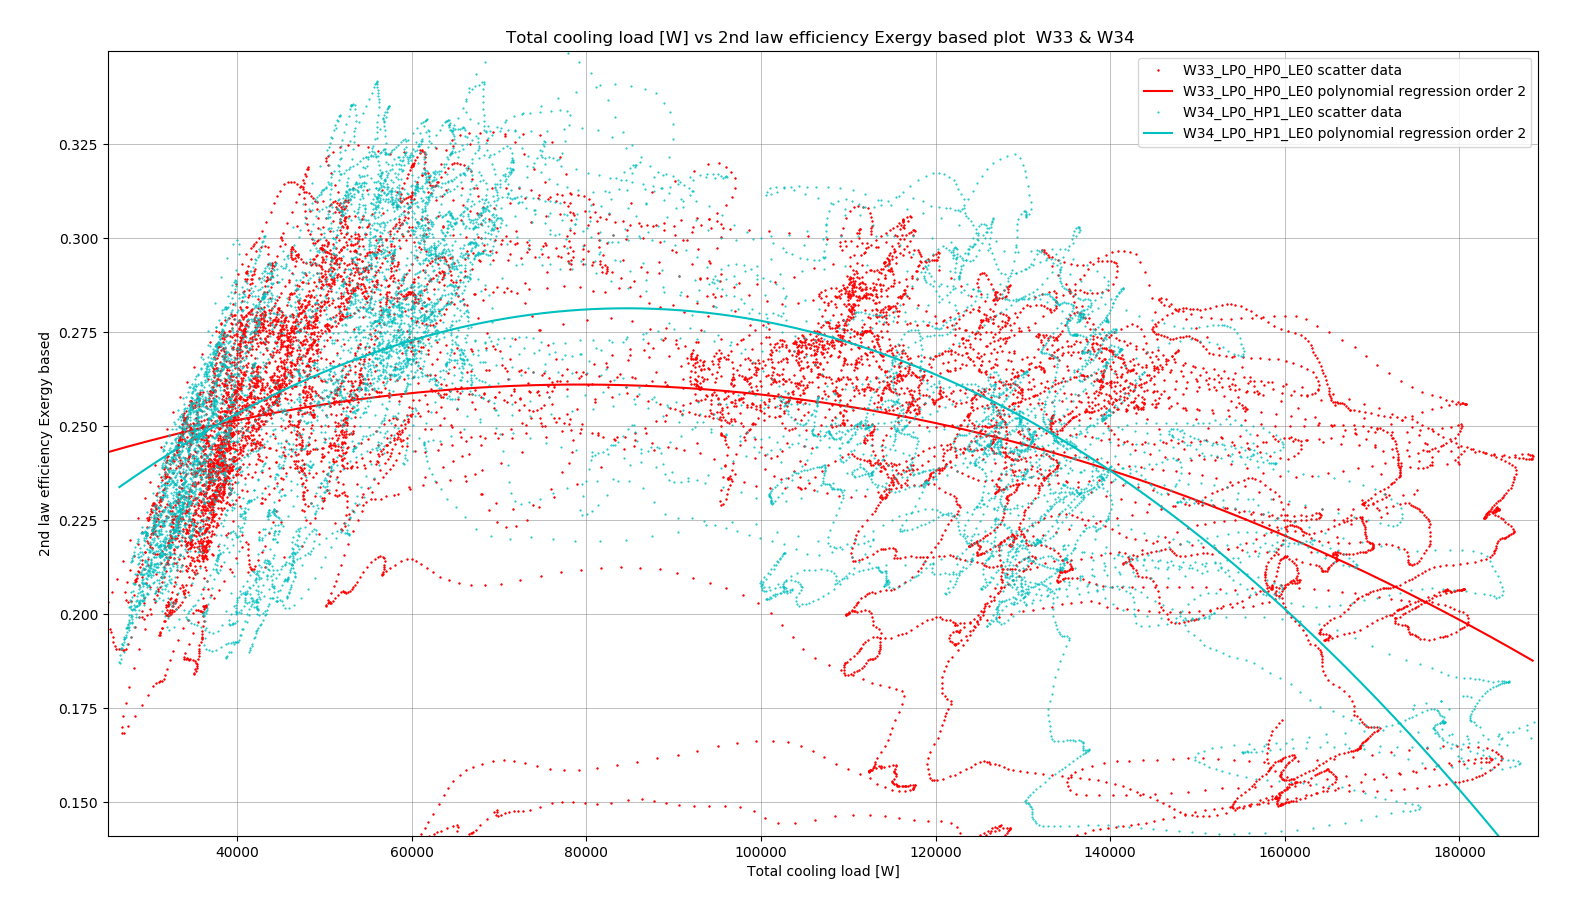 Total cooling load [W] vs 2nd law efficiency Exergy based plot  W33 & W34
W33_LP0_HP0_LE0 scatter data
W33_LP0_HP0_LE0 polynomial regression order 2
W34_LP0_HP1_LE0 scatter data
W34_LP0_HP1_LE0 polynomial regression order 2
2nd law efficiency Exergy based
0.325
0.300
0.275
0.250
0.225
0.200
0.175
0.150
40000 60000 80000 100000 120000 140000 160000 180000
Total cooling load [W]